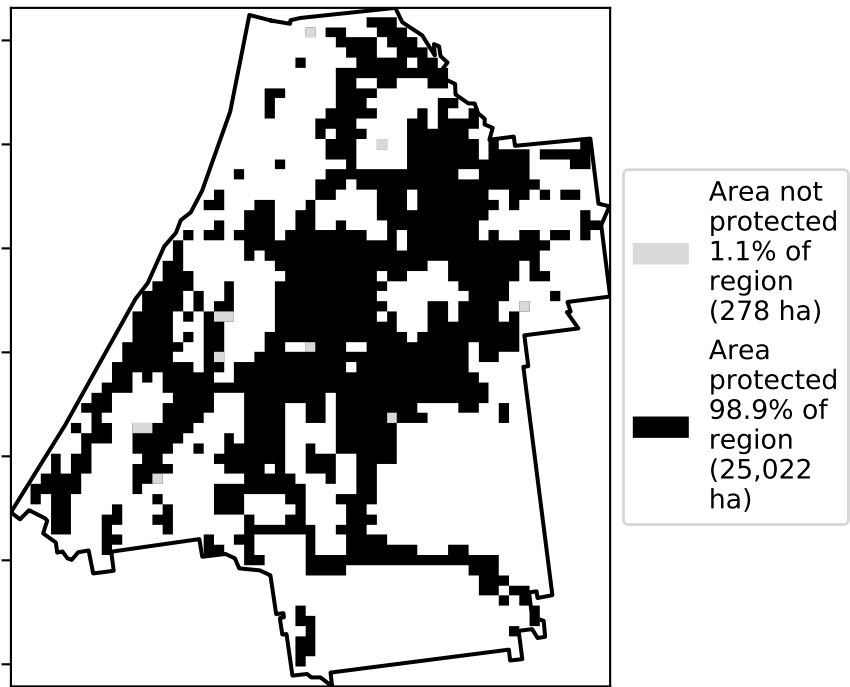 Area not
protected
1.1% of
region
(278 ha)
Area
protected
98.9% of
region
(25,022
ha)